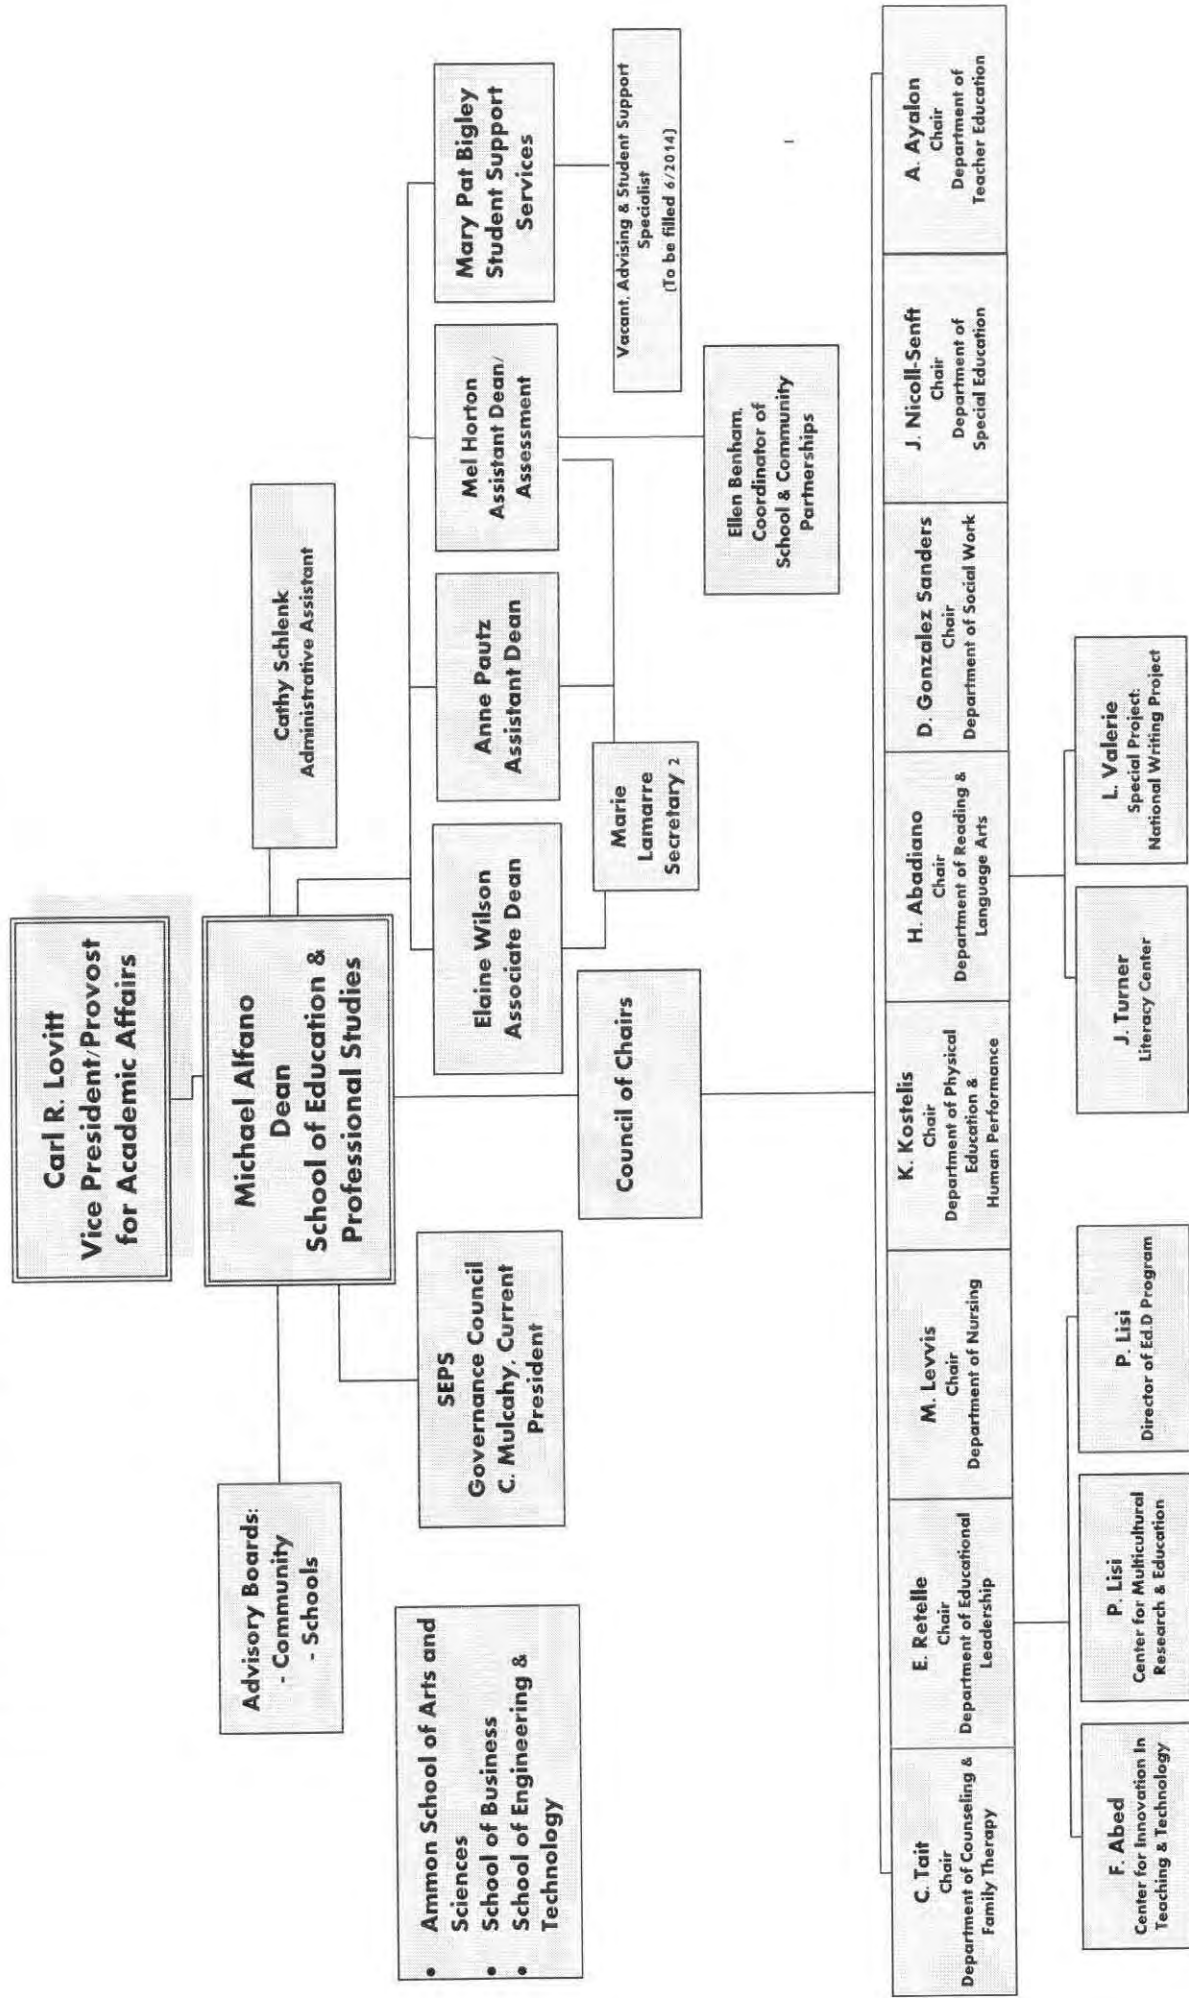 Carl R. Lovitt
Vice President/Provost
for Academic Affairs
Michael Alfano
Dean
School of Education &
Professional Studies
Cathy Schlenk
Administrative Assistant
Advisory Boards:
- Community
- Schools
SEPS
Governance Council
C. Mulcahy, Current
President
• Ammon School of Arts and
Sciences
• School of Business
• School of Engineering &
Technology
Elaine Wilson
Associate Dean
Anne Pautz
Assistant Dean
Mel Horton
Assistant Dean/
Assessment
Mary Pat Bigley
Student Support
Services
Marie
Lamarre
Secretary 2
Vacant, Advising & Student Support
Specialist
(To be filled 6/2014)
Ellen Benham,
Coordinator of
School & Community
Partnerships
Council of Chairs
C. Tait
Chair
Department of Counseling &
Family Therapy
E. Retelle
Chair
Department of Educational
Leadership
M. Levvis
Chair
Department of Nursing
K. Kostelis
Chair
Department of Physical
Education &
Human Performance
H. Abadiano
Chair
Department of Reading &
Language Arts
D. Gonzalez Sanders
Chair
Department of Social Work
J. Nicoll-Senft
Chair
Department of
Special Education
A. Ayalon
Chair
Department of
Teacher Education
F. Abed
Center for Innovation In
Teaching & Technology
P. Lisi
Center for Multicultural
Research & Education
P. Lisi
Director of Ed.D Program
J. Turner
Literacy Center
L. Valerie
Special Project:
National Writing Project